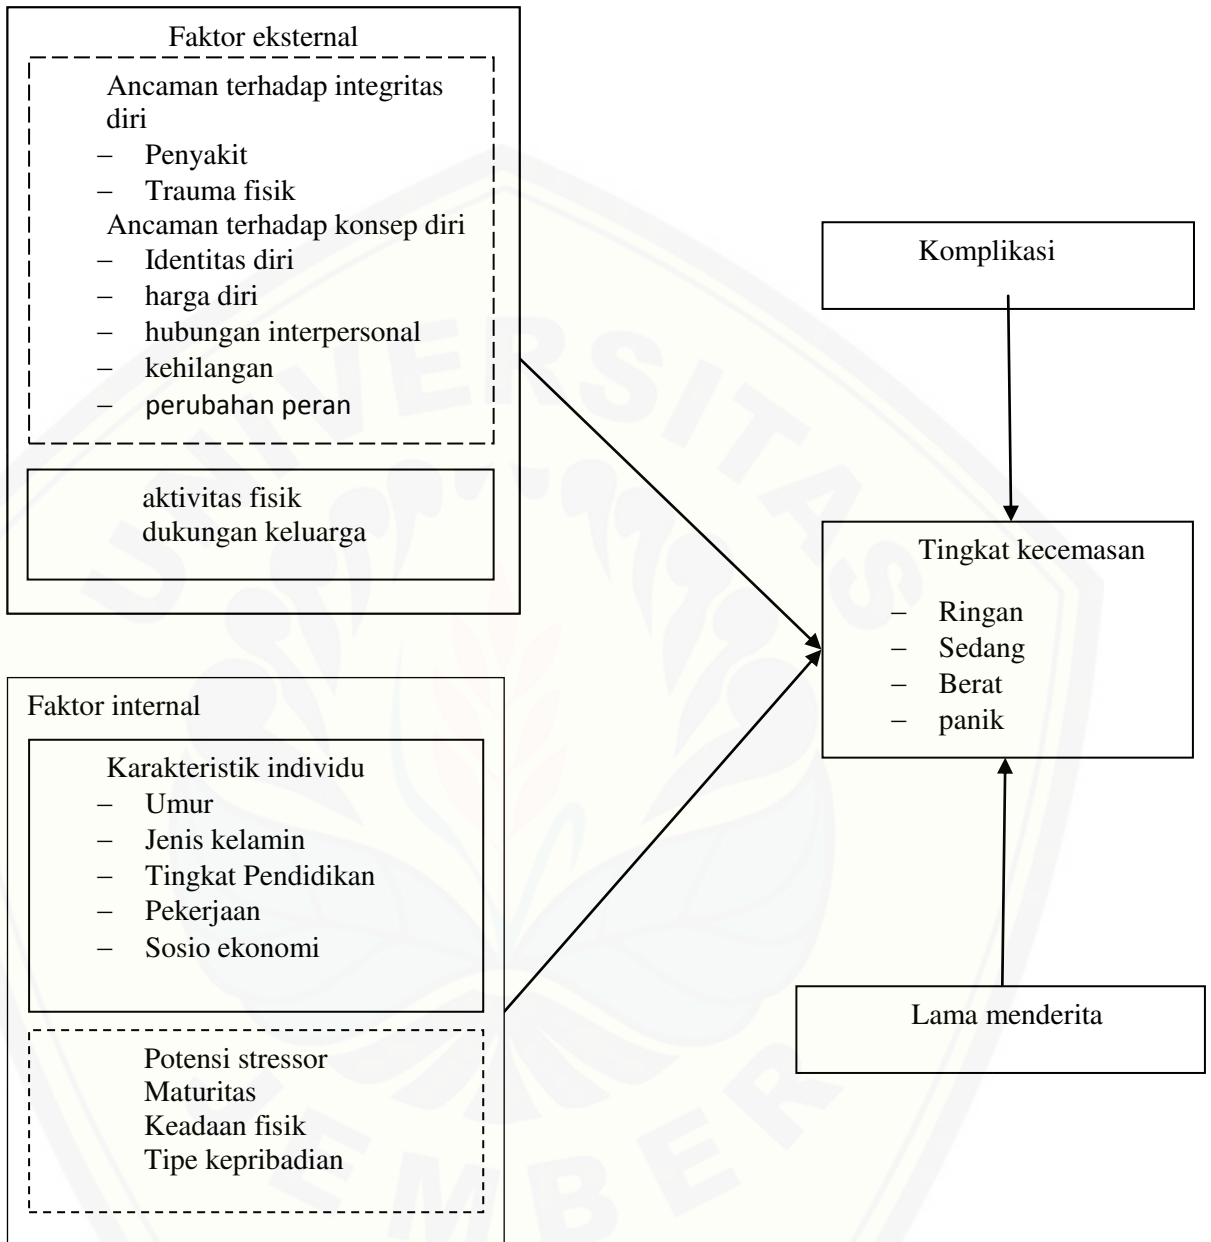 Faktor eksternal
Ancaman terhadap integritas
diri
– Penyakit
– Trauma fisik
Ancaman terhadap konsep diri
– Identitas diri
– harga diri
– hubungan interpersonal
– kehilangan
– perubahan peran
aktivitas fisik
dukungan keluarga
Faktor internal
Karakteristik individu
– Umur
– Jenis kelamin
– Tingkat Pendidikan
– Pekerjaan
– Sosio ekonomi
Potensi stressor
Maturitas
Keadaan fisik
Tipe kepribadian
Komplikasi
Tingkat kecemasan
– Ringan
– Sedang
– Berat
– panik
Lama menderita
UNIVERSITAS
JEMBER